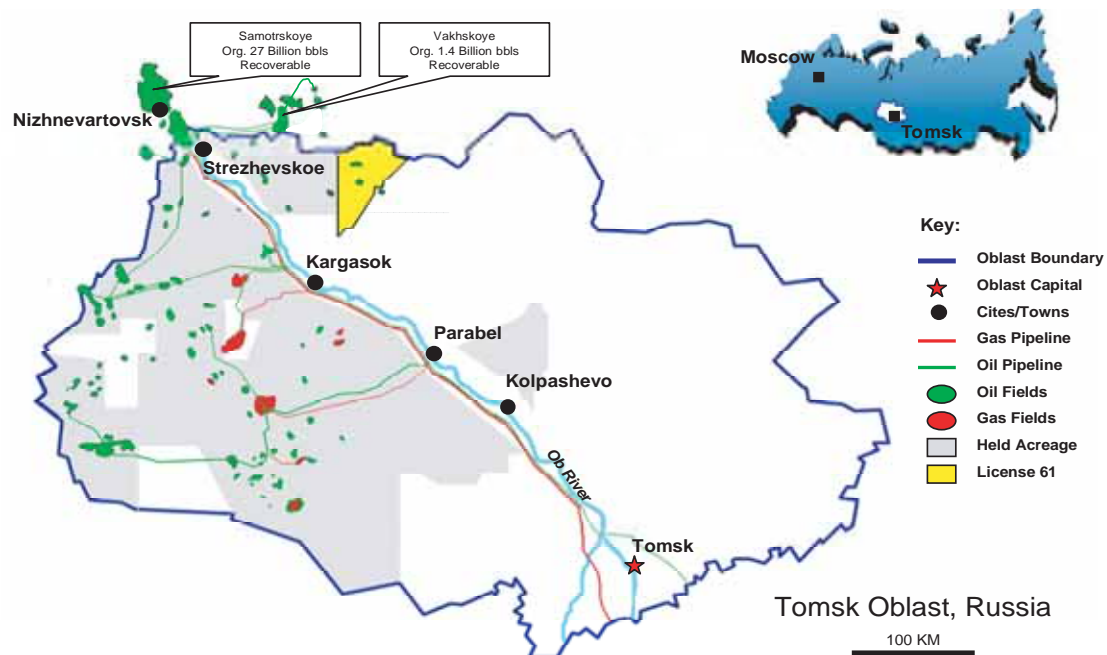 Samotrskoye
Org. 27 Billion bbls
Recoverable
Vakhskoye
Org. 1.4 Billion bbls
Recoverable
Moscow
Tomsk
Nizhnevartovsk
Strezhevskoe
Kargasok
Parabel
Kolpashevo
Ob River
Tomsk
Key:
Oblast Boundary
Oblast Capital
Cites/Towns
Gas Pipeline
Oil Pipeline
Oil Fields
Gas Fields
Held Acreage
License 61
Tomsk Oblast, Russia
100 KM